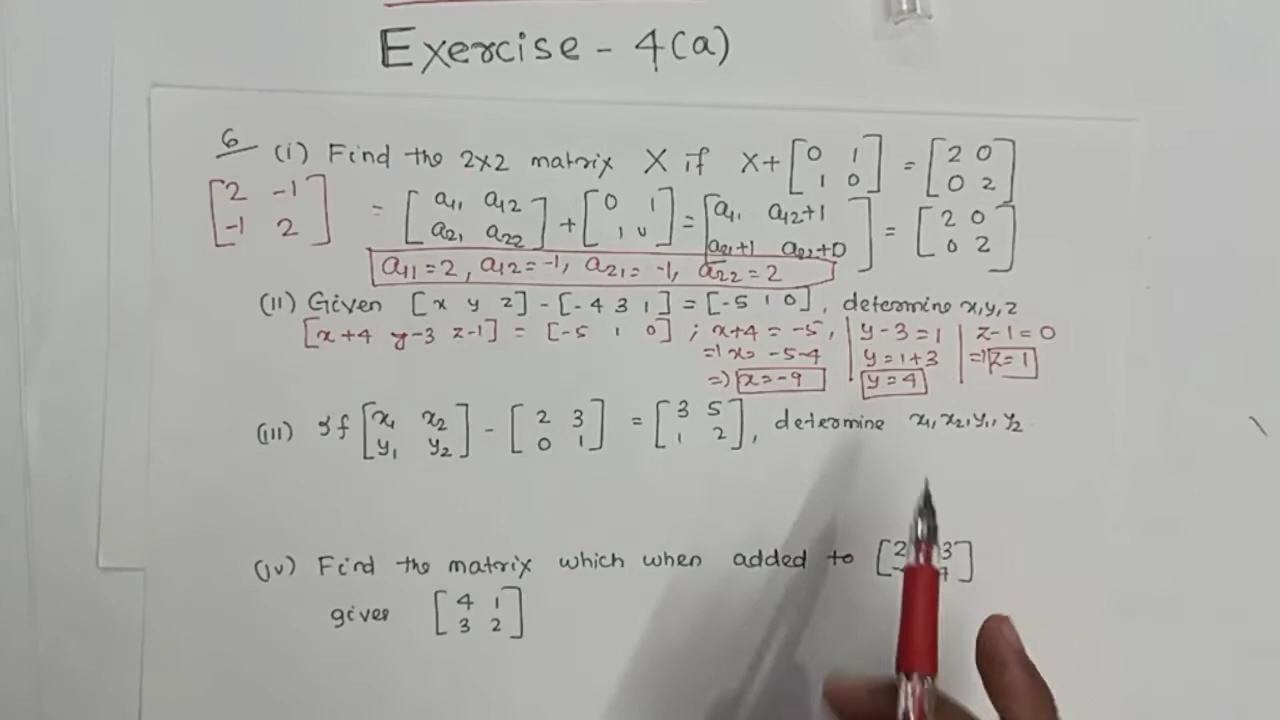 Exercise - 4(a)
6 (i) Find the 2x2 matrix X if X + [0 1; 1 0] = [2 0; 0 2]
[2 -1; -1 2] = [a11 a12; a21 a22] + [0 1; 1 0] = [a11 a12+1; a21+1 a22+0] = [2 0; 0 2]
a11 = 2, a12 = -1, a21 = -1, a22 = 2
(ii) Given [x y z] - [-4 3 1] = [-5 1 0], determine x,y,z
[x+4 y-3 z-1] = [-5 1 0] ; x+4 = -5, | y-3 = 1 | z-1 = 0
=) x = -5-4 | y = 1+3 | =) z = 1
=) x = -9 | y = 4
(iii) If [x1 x2; y1 y2] - [2 3; 0 1] = [3 5; 1 2], determine x1, x2, y1, y2
(iv) Find the matrix which when added to [2 3
gives [4 1; 3 2]